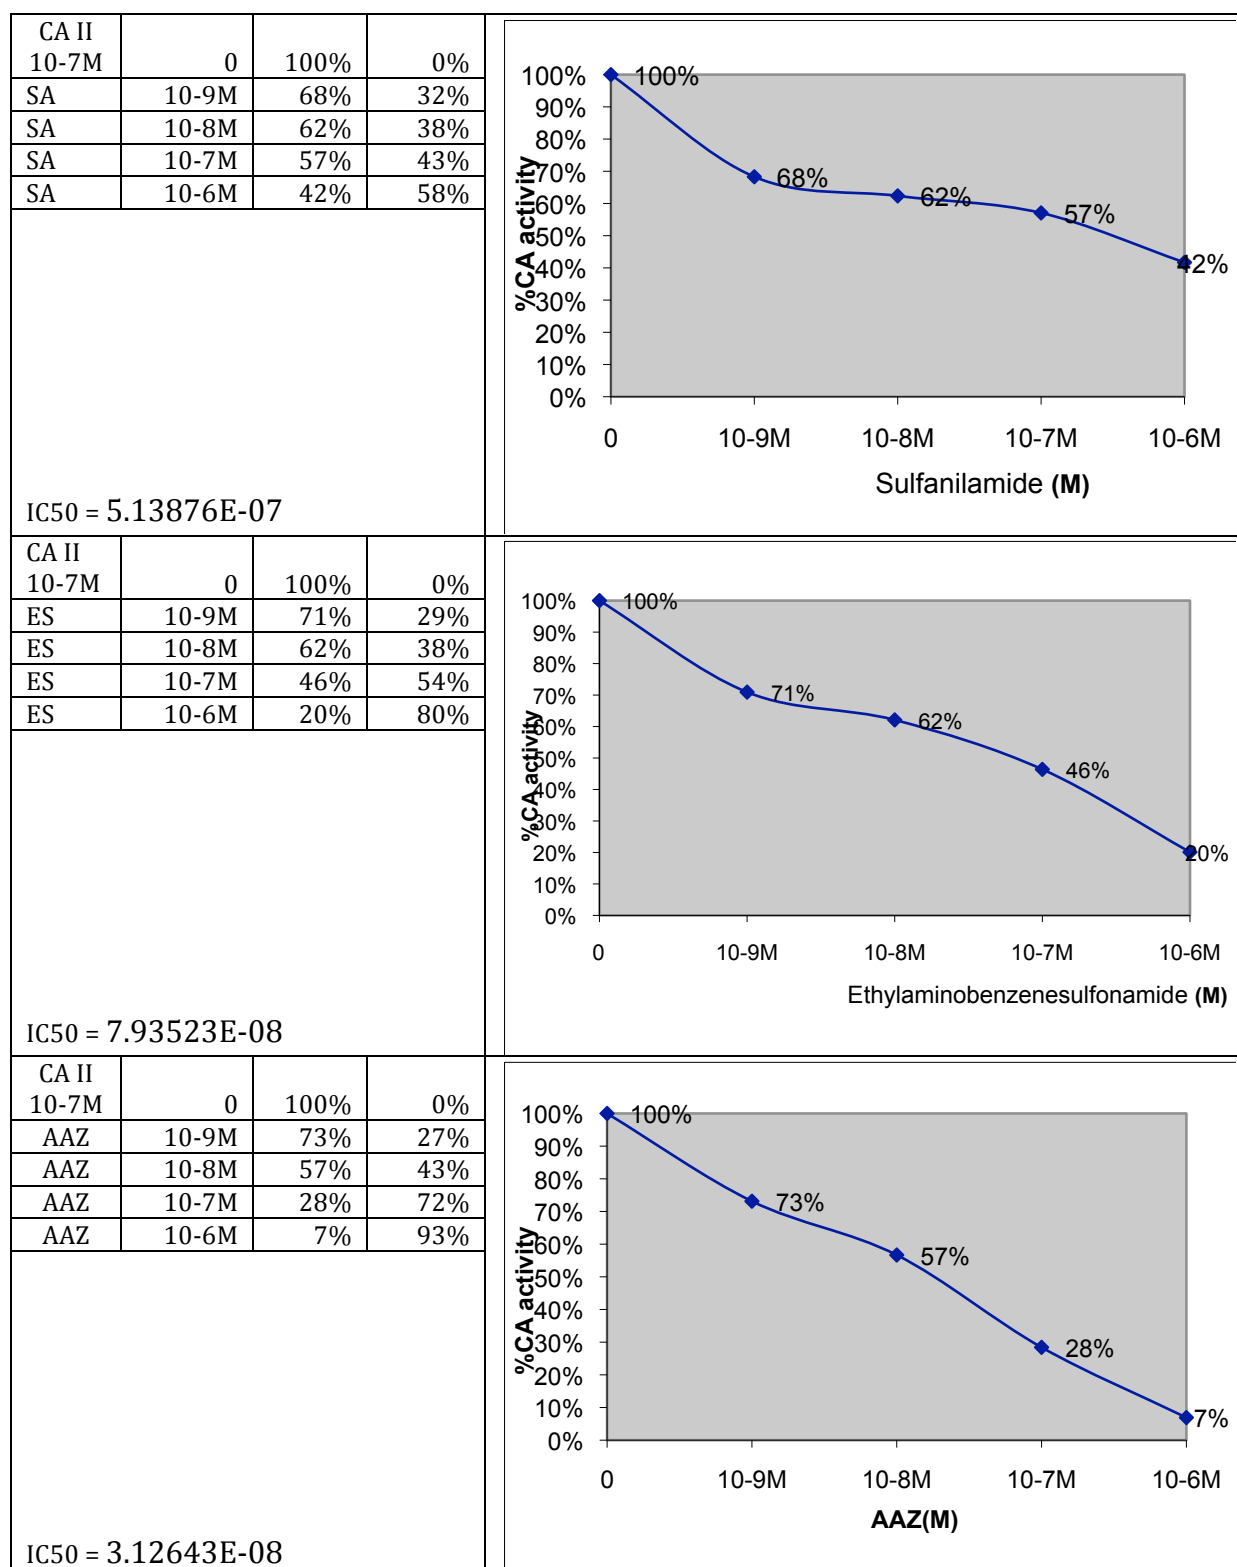 CA II
10-7M 0 100% 0%
SA 10-9M 68% 32%
SA 10-8M 62% 38%
SA 10-7M 57% 43%
SA 10-6M 42% 58%
IC50 = 5.13876E-07
%CA activity
100%
90%
80%
70%
60%
50%
40%
30%
20%
10%
0%
100%
68%
62%
57%
42%
0 10-9M 10-8M 10-7M 10-6M
Sulfanilamide (M)
CA II
10-7M 0 100% 0%
ES 10-9M 71% 29%
ES 10-8M 62% 38%
ES 10-7M 46% 54%
ES 10-6M 20% 80%
IC50 = 7.93523E-08
%CA activity
100%
90%
80%
70%
60%
50%
40%
30%
20%
10%
0%
100%
71%
62%
46%
20%
0 10-9M 10-8M 10-7M 10-6M
Ethylaminobenzenesulfonamide (M)
CA II
10-7M 0 100% 0%
AAZ 10-9M 73% 27%
AAZ 10-8M 57% 43%
AAZ 10-7M 28% 72%
AAZ 10-6M 7% 93%
IC50 = 3.12643E-08
%CA activity
100%
90%
80%
70%
60%
50%
40%
30%
20%
10%
0%
100%
73%
57%
28%
7%
0 10-9M 10-8M 10-7M 10-6M
AAZ(M)